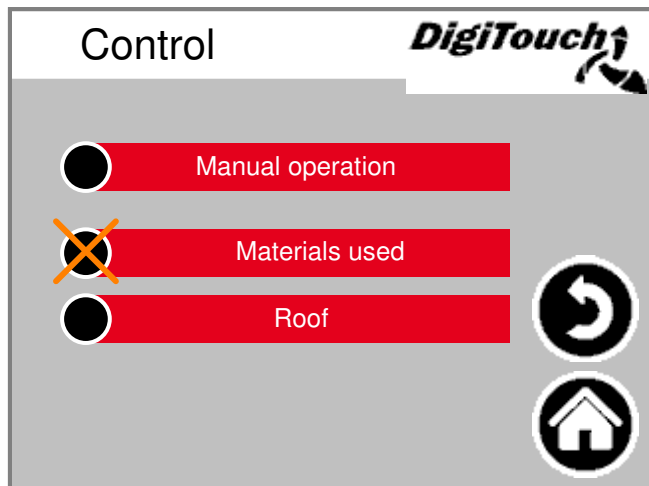 Control
DigiTouch
Manual operation
Materials used
Roof